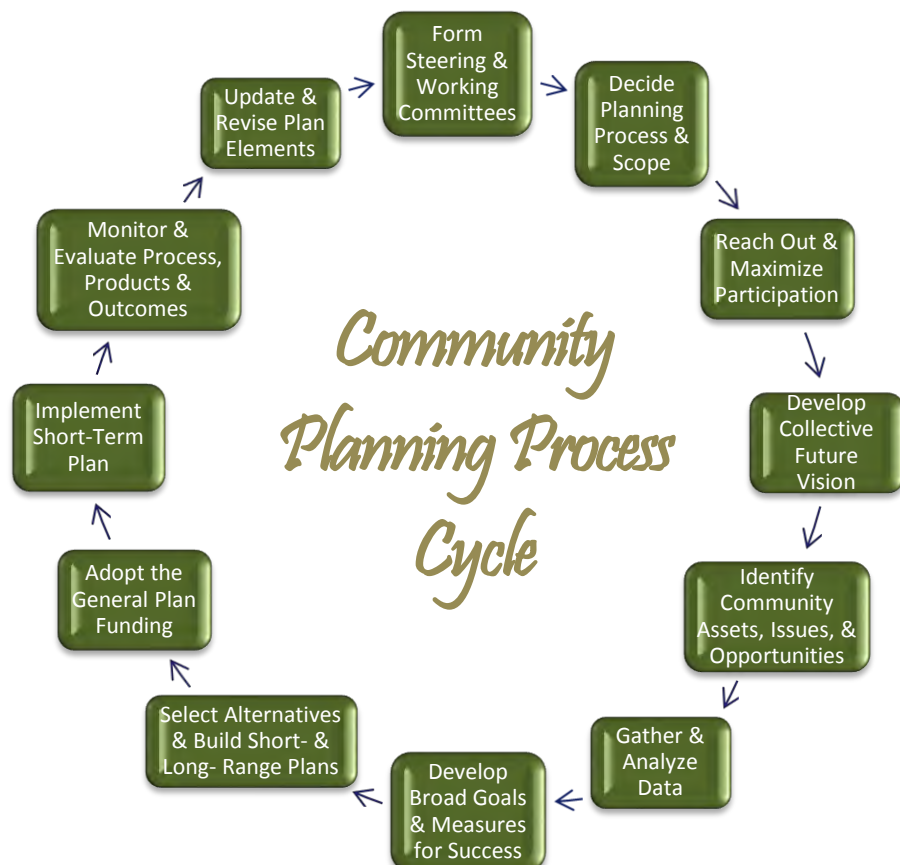 Form
Steering &
Working
Committees
Decide
Planning
Process &
Scope
Reach Out &
Maximize
Participation
Develop
Collective
Future
Vision
Identify
Community
Assets, Issues, &
Opportunities
Gather &
Analyze
Data
Develop
Broad Goals
& Measures
for Success
Select Alternatives
& Build Short- &
Long- Range Plans
Adopt the
General Plan
Funding
Implement
Short-Term
Plan
Monitor &
Evaluate Process,
Products &
Outcomes
Update &
Revise Plan
Elements
Community
Planning Process
Cycle